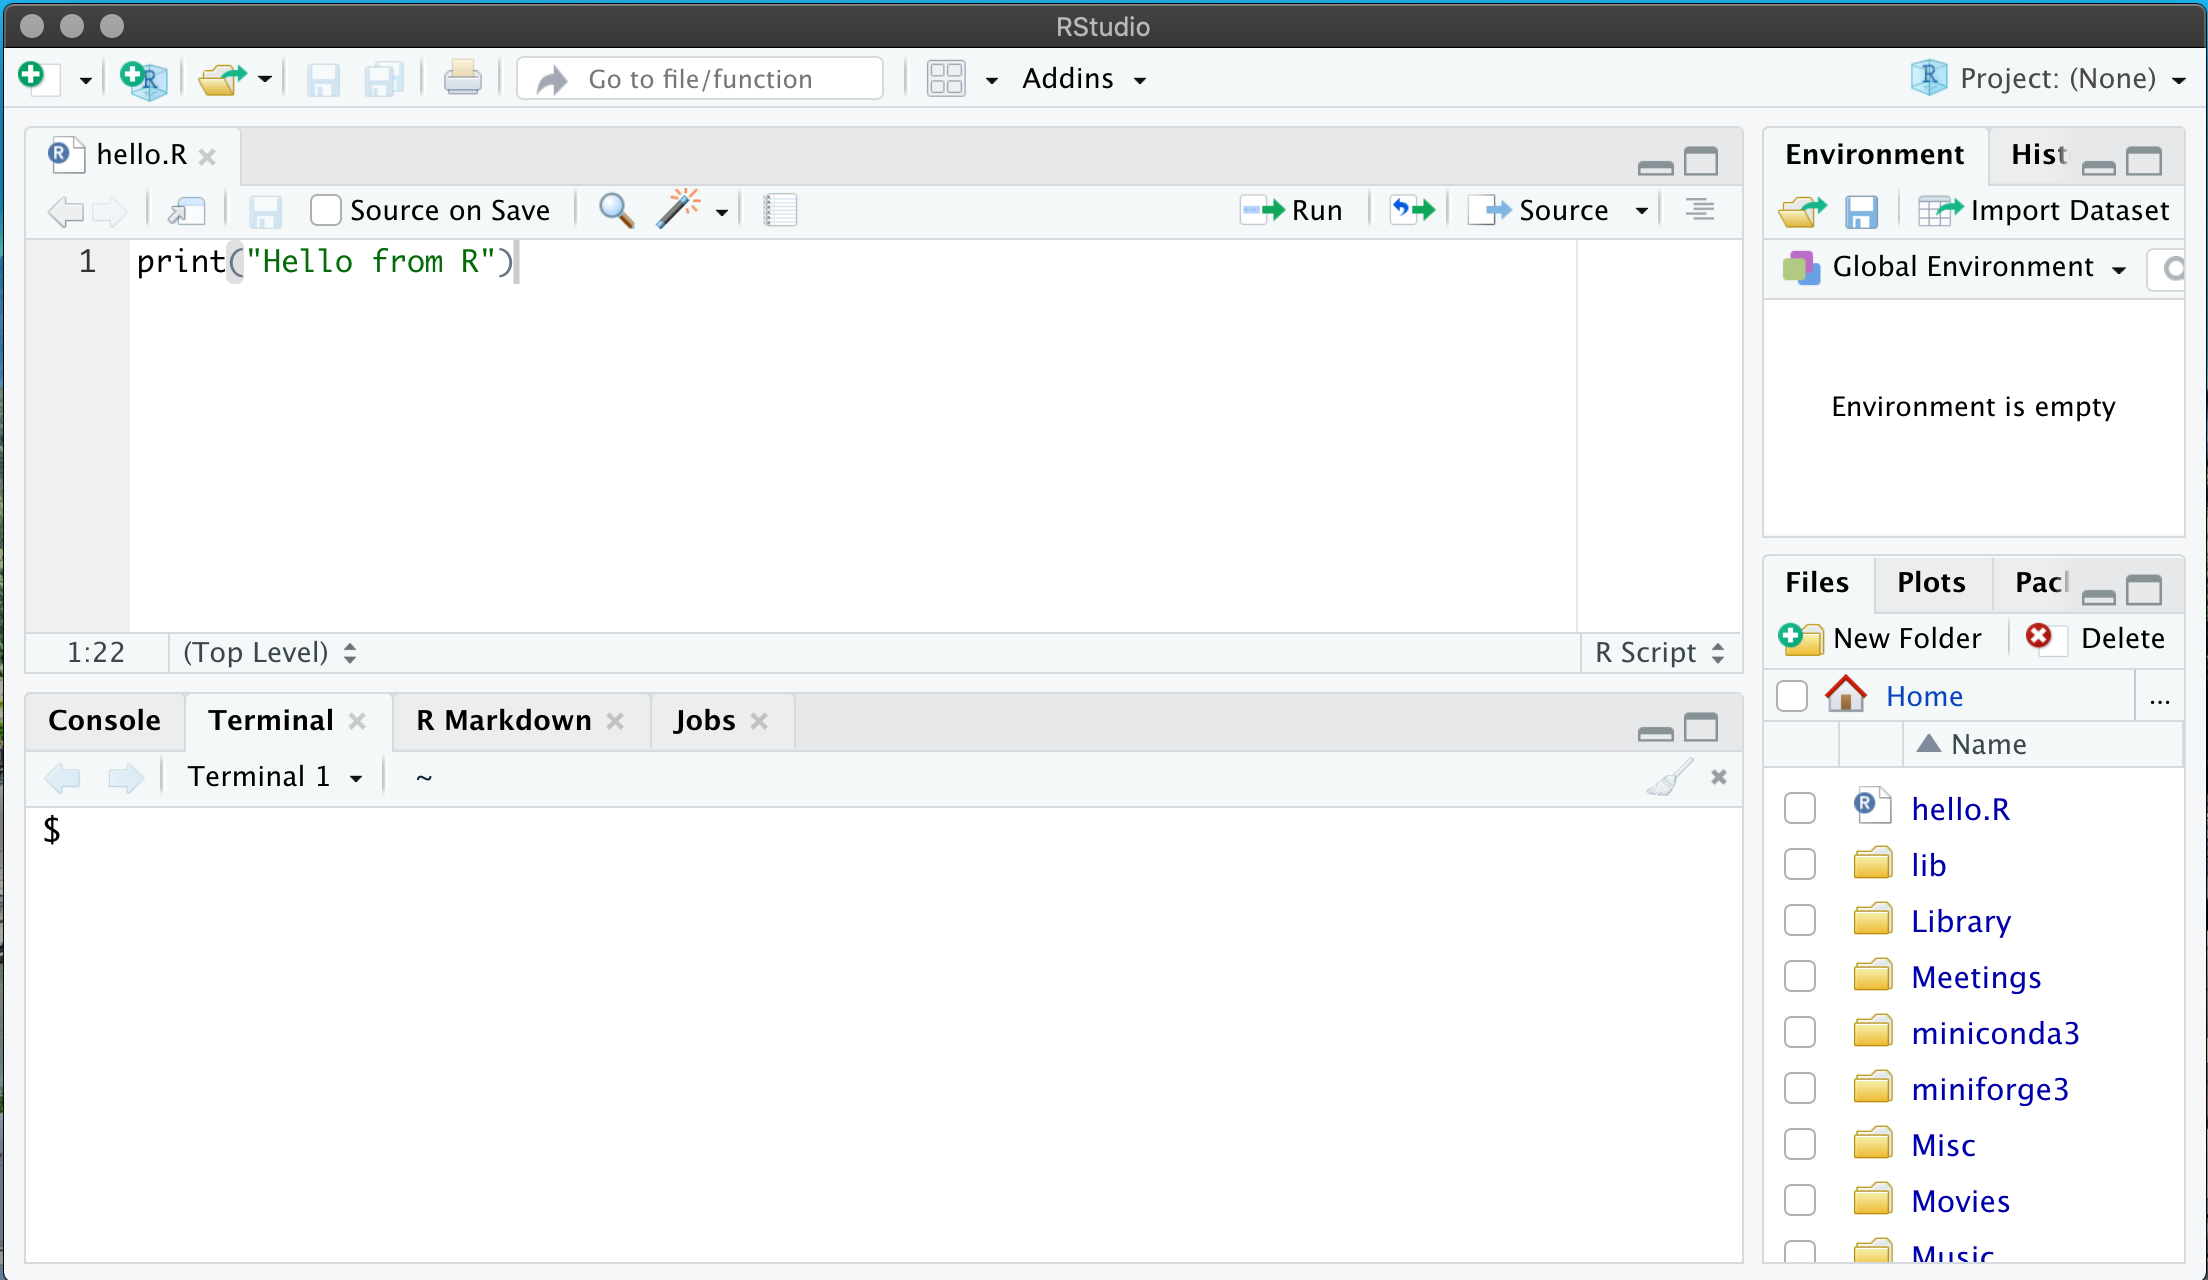 RStudio
Go to file/function
Addins
Project: (None)
hello.R
Source on Save
Run
Source
1 print("Hello from R")
1:22 (Top Level)
R Script
Console Terminal R Markdown Jobs
Terminal 1 ~
$
Environment Hist
Import Dataset
Global Environment
Environment is empty
Files Plots Pac
New Folder Delete
Home ...
Name
hello.R
lib
Library
Meetings
miniconda3
miniforge3
Misc
Movies
Music